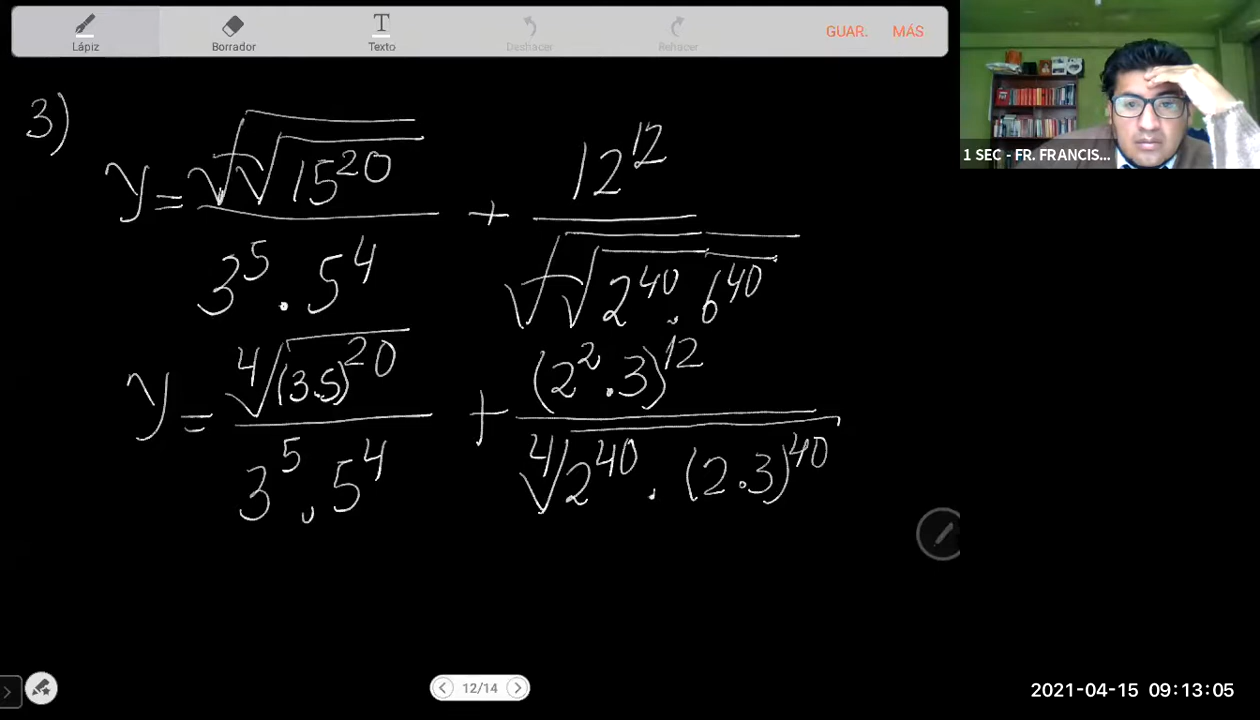 Lápiz Borrador Texto Deshacer Rehacer GUAR. MÁS
1 SEC - FR. FRANCIS...
3)
y = √√15^20 / 3^5 . 5^4 + 12^12 / √√2^40 . 6^40
y = ⁴√(3.5)^20 / 3^5 . 5^4 + (2^2 . 3)^12 / ⁴√2^40 . (2.3)^40
12/14
2021-04-15 09:13:05